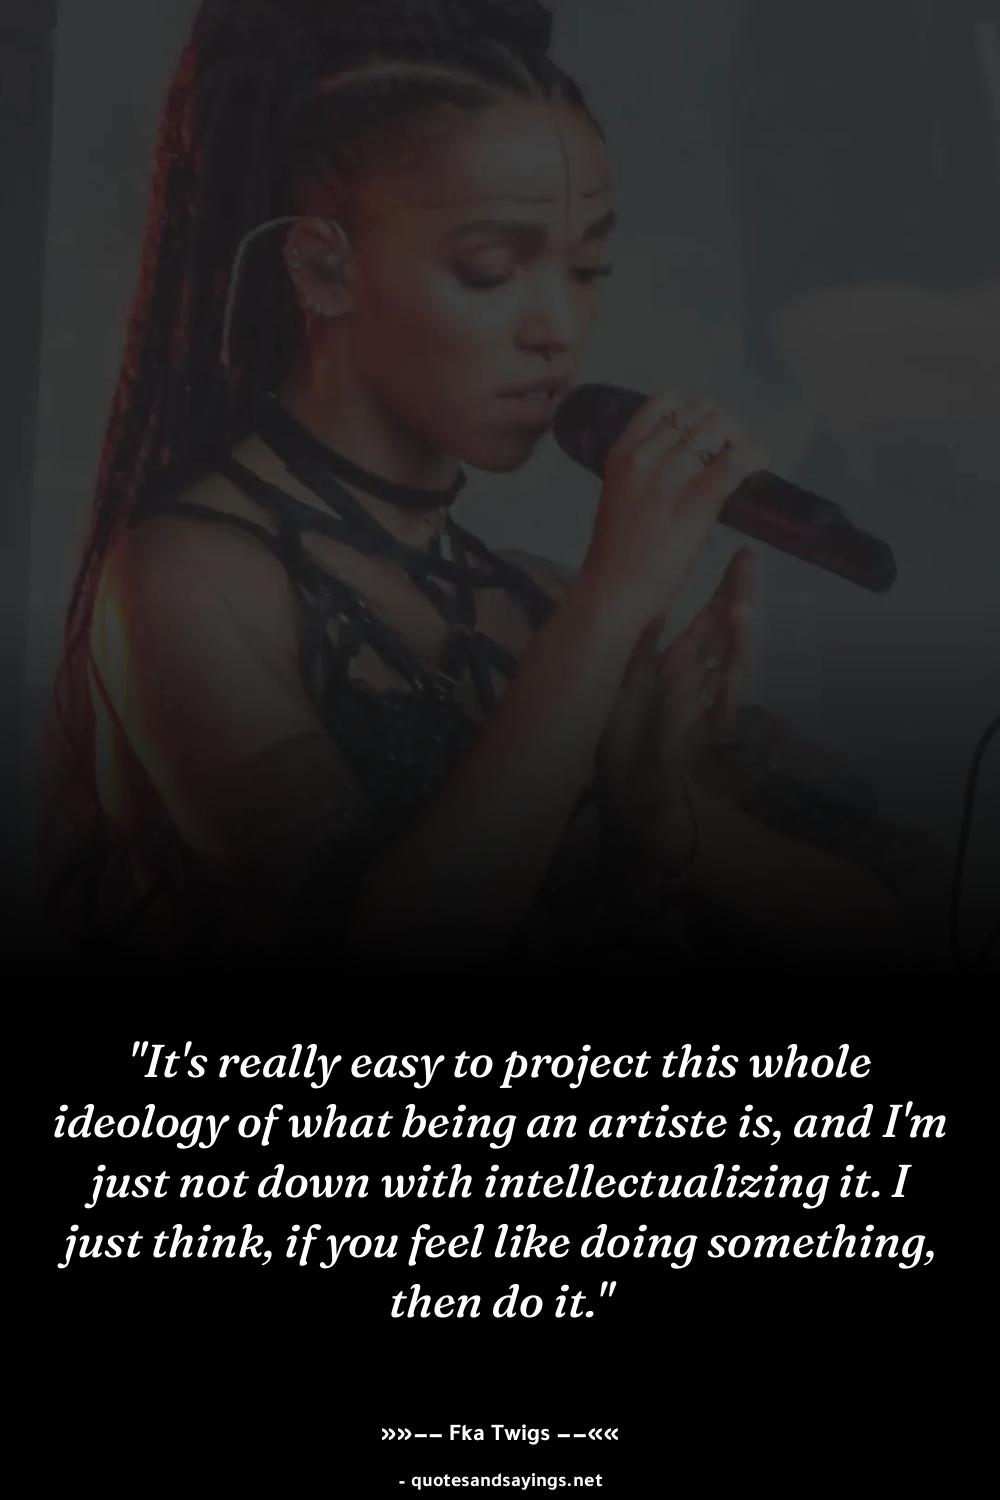 "It's really easy to project this whole
ideology of what being an artiste is, and I'm
just not down with intellectualizing it. I
just think, if you feel like doing something,
then do it."
»»−− Fka Twigs −−««
- quotesandsayings.net